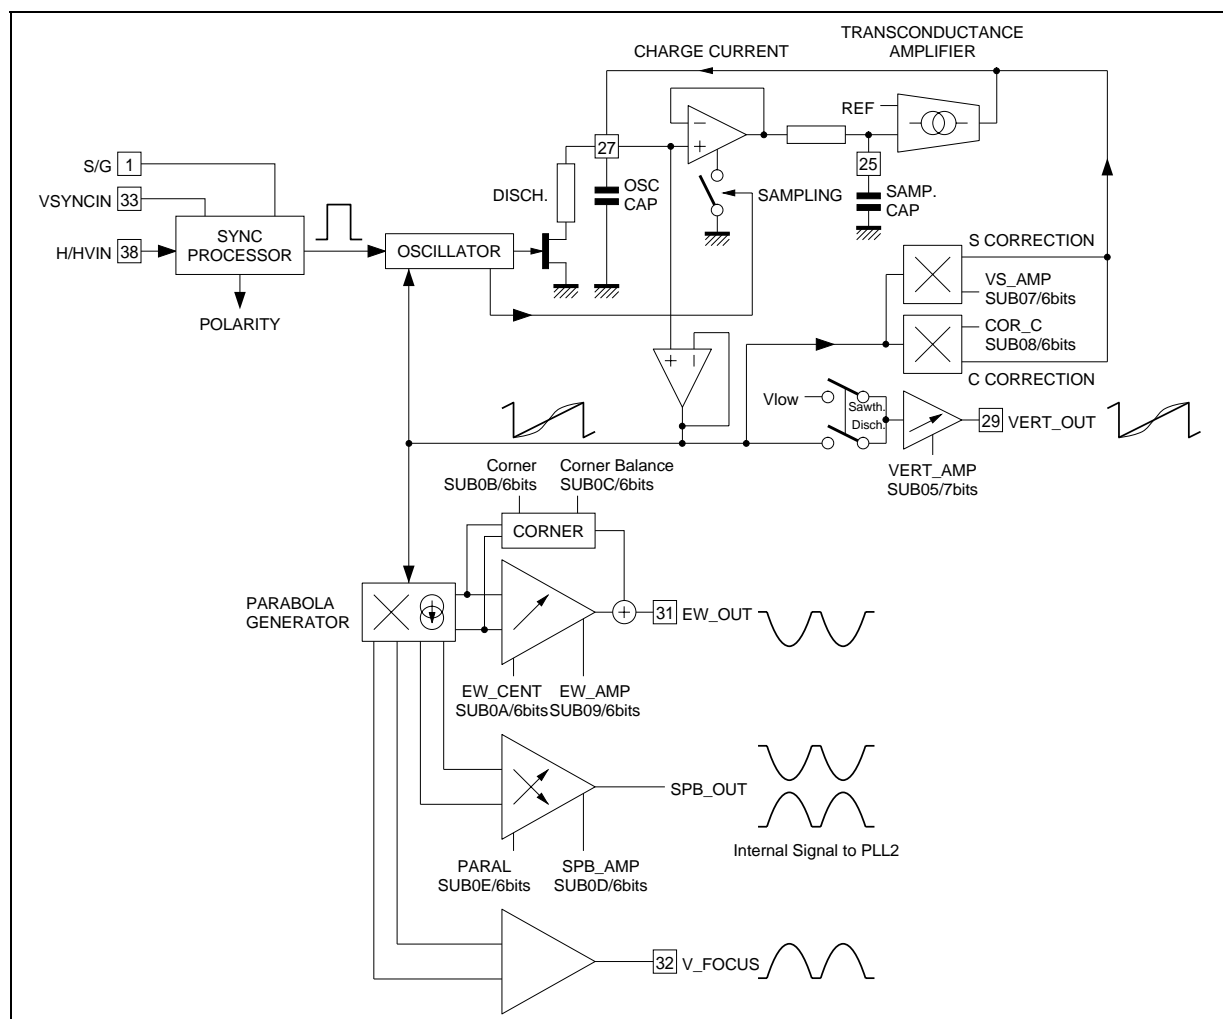 TRANSCONDUCTANCE
AMPLIFIER
CHARGE CURRENT
REF
27
25
S/G 1
VSYNCIN 33
H/HVIN 38
SYNC
PROCESSOR
POLARITY
OSCILLATOR
DISCH.
OSC
CAP
SAMPLING
SAMP.
CAP
S CORRECTION
VS_AMP
SUB07/6bits
COR_C
SUB08/6bits
C CORRECTION
Vlow
Sawth.
Disch.
29 VERT_OUT
VERT_AMP
SUB05/7bits
Corner
SUB0B/6bits
Corner Balance
SUB0C/6bits
CORNER
PARABOLA
GENERATOR
31 EW_OUT
EW_CENT
SUB0A/6bits
EW_AMP
SUB09/6bits
SPB_OUT
Internal Signal to PLL2
PARAL
SUB0E/6bits
SPB_AMP
SUB0D/6bits
32 V_FOCUS